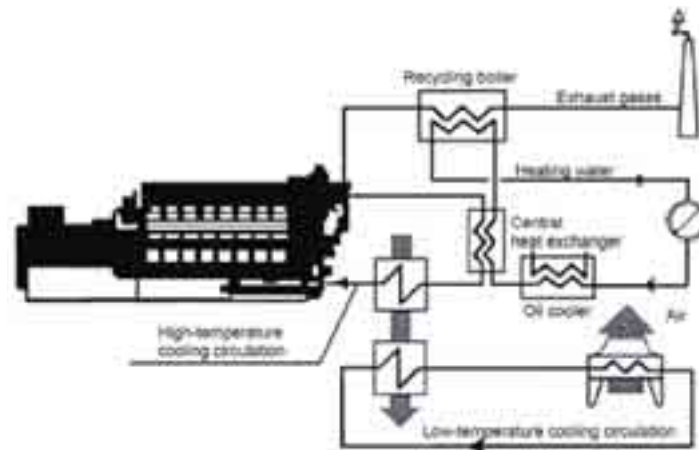 Recycling boiler
Exhaust gases
Heating water
Central
heat exchanger
Oil cooler
Air
High-temperature
cooling circulation
Low-temperature cooling circulation